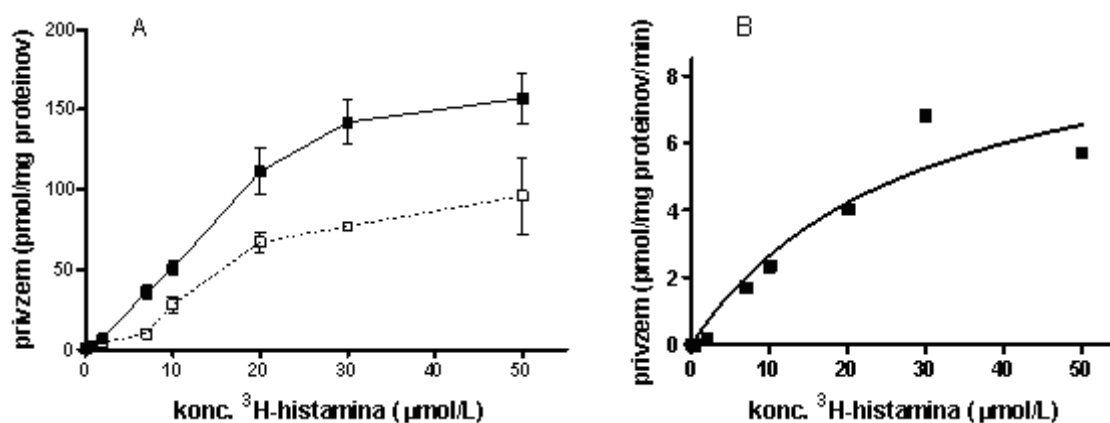 A
privzem (pmol/mg proteinov)
200
150
100
50
0
0 10 20 30 40 50
konc. ³H-histamina (µmol/L)
B
privzem (pmol/mg proteinov/min)
8
6
4
2
0
0 10 20 30 40 50
konc. ³H-histamina (µmol/L)